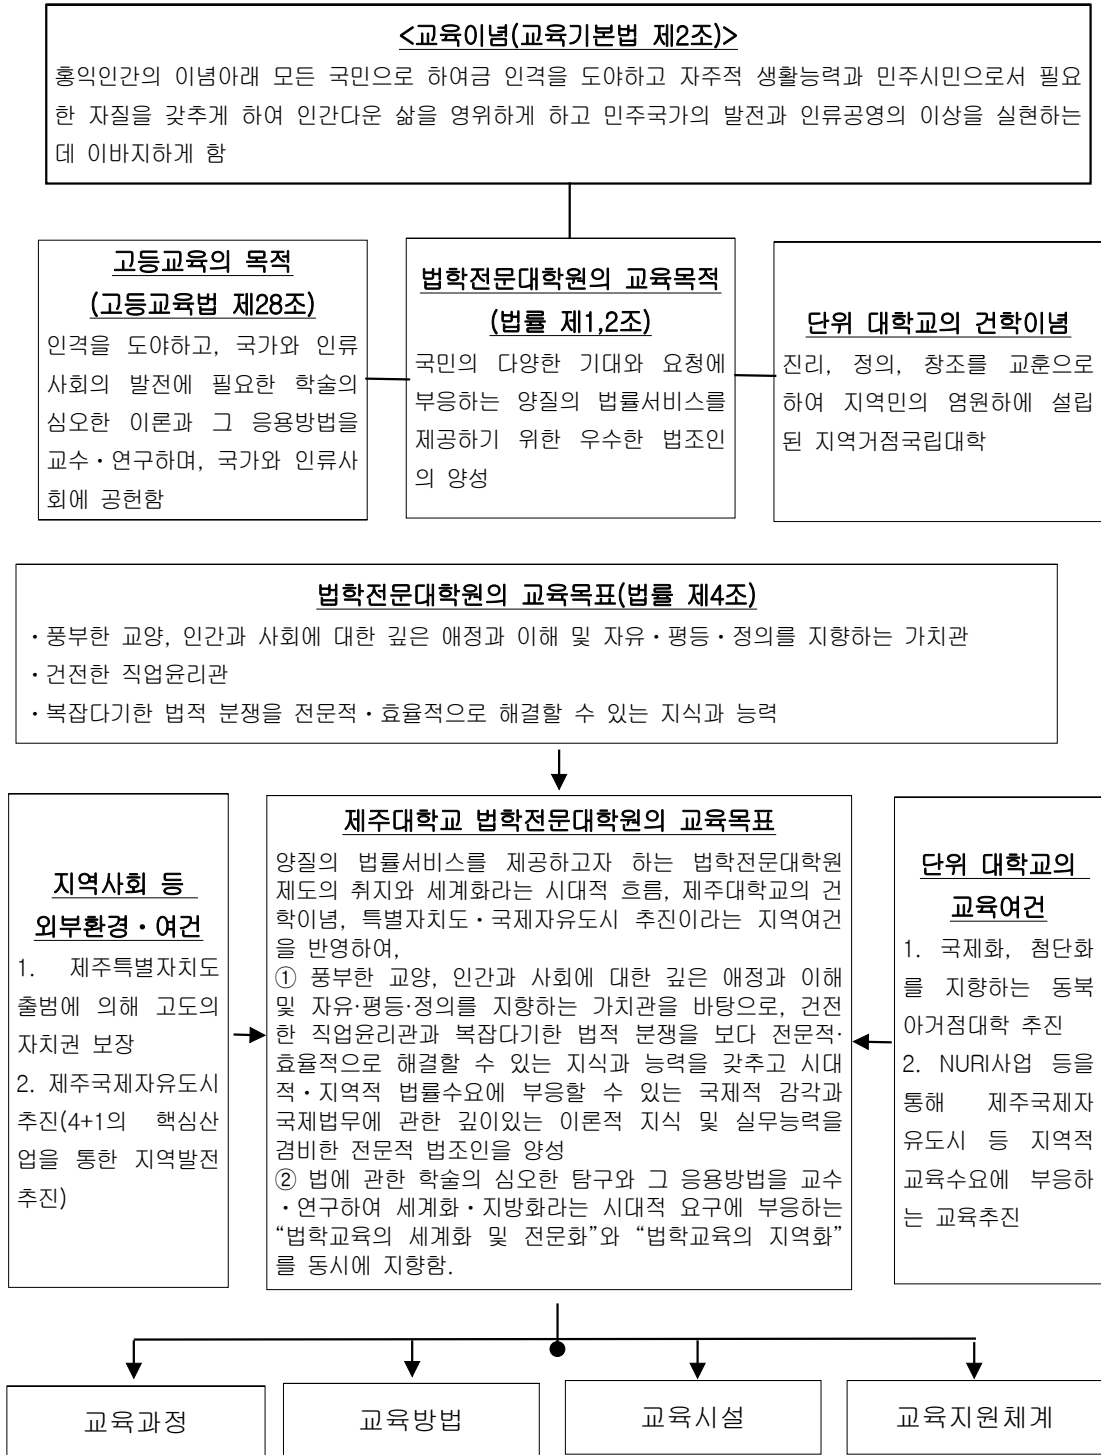 <교육이념(교육기본법 제2조)>
홍익인간의 이념아래 모든 국민으로 하여금 인격을 도야하고 자주적 생활능력과 민주시민으로서 필요
한 자질을 갖추게 하여 인간다운 삶을 영위하게 하고 민주국가의 발전과 인류공영의 이상을 실현하는
데 이바지하게 함
고등교육의 목적
(고등교육법 제28조)
인격을 도야하고, 국가와 인류
사회의 발전에 필요한 학술의
심오한 이론과 그 응용방법을
교수・연구하며, 국가와 인류사
회에 공헌함
법학전문대학원의 교육목적
(법률 제1,2조)
국민의 다양한 기대와 요청에
부응하는 양질의 법률서비스를
제공하기 위한 우수한 법조인
의 양성
단위 대학교의 건학이념
진리, 정의, 창조를 교훈으로
하여 지역민의 염원하에 설립
된 지역거점국립대학
법학전문대학원의 교육목표(법률 제4조)
・풍부한 교양, 인간과 사회에 대한 깊은 애정과 이해 및 자유・평등・정의를 지향하는 가치관
・건전한 직업윤리관
・복잡다기한 법적 분쟁을 전문적・효율적으로 해결할 수 있는 지식과 능력
지역사회 등
외부환경・여건
1. 제주특별자치도
출범에 의해 고도의
자치권 보장
2. 제주국제자유도시
추진(4+1의 핵심산
업을 통한 지역발전
추진)
제주대학교 법학전문대학원의 교육목표
양질의 법률서비스를 제공하고자 하는 법학전문대학원
제도의 취지와 세계화라는 시대적 흐름, 제주대학교의 건
학이념, 특별자치도・국제자유도시 추진이라는 지역여건
을 반영하여,
① 풍부한 교양, 인간과 사회에 대한 깊은 애정과 이해
및 자유·평등·정의를 지향하는 가치관을 바탕으로, 건전
한 직업윤리관과 복잡다기한 법적 분쟁을 보다 전문적·
효율적으로 해결할 수 있는 지식과 능력을 갖추고 시대
적・지역적 법률수요에 부응할 수 있는 국제적 감각과
국제법무에 관한 깊이있는 이론적 지식 및 실무능력을
겸비한 전문적 법조인을 양성
② 법에 관한 학술의 심오한 탐구와 그 응용방법을 교수
・연구하여 세계화・지방화라는 시대적 요구에 부응하는
“법학교육의 세계화 및 전문화”와 “법학교육의 지역화”
를 동시에 지향함.
단위 대학교의
교육여건
1. 국제화, 첨단화
를 지향하는 동북
아거점대학 추진
2. NURI사업 등을
통해 제주국제자
유도시 등 지역적
교육수요에 부응하
는 교육추진
교육과정
교육방법
교육시설
교육지원체계